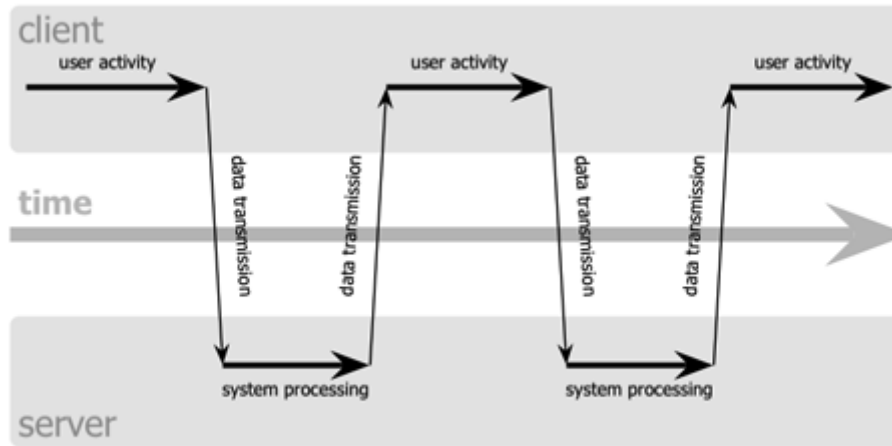 client
user activity
user activity
user activity
data transmission
data transmission
data transmission
data transmission
time
system processing
system processing
server